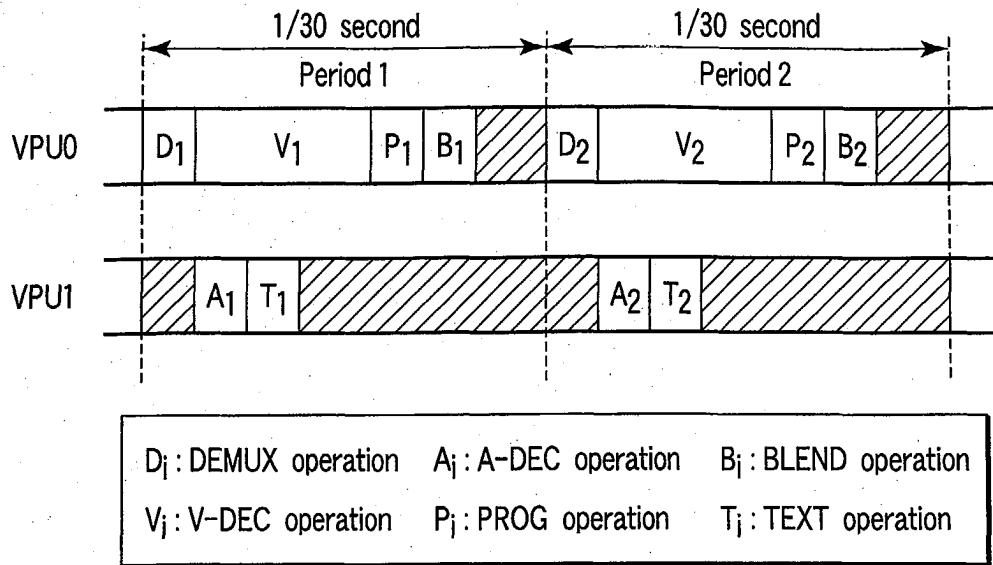 1/30 second 1/30 second
Period 1 Period 2
VPU0 D1 V1 P1 B1 D2 V2 P2 B2
VPU1 A1 T1 A2 T2
Di : DEMUX operation Ai : A-DEC operation Bi : BLEND operation
Vi : V-DEC operation Pi : PROG operation Ti : TEXT operation